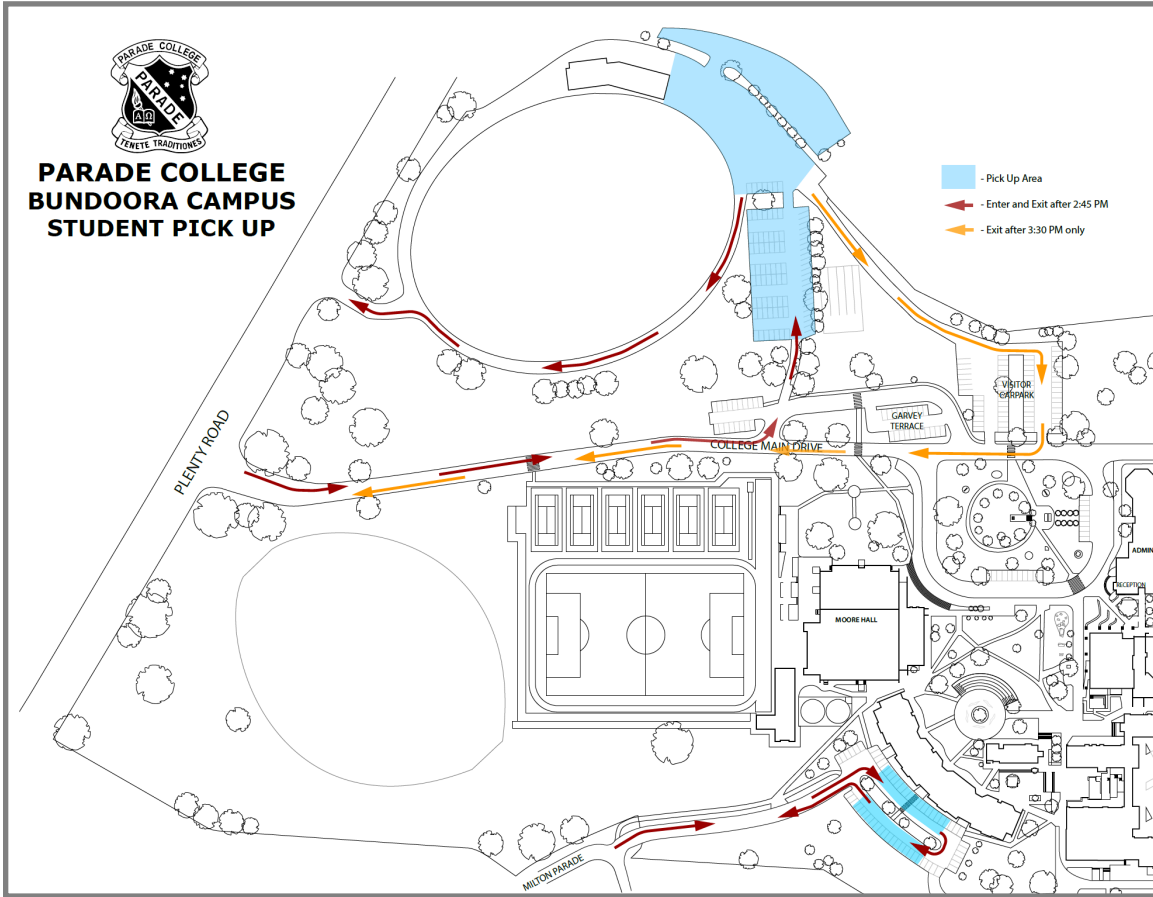 PARADE COLLEGE
PARADE
Α Ω
TENETE TRADITIONES
PARADE COLLEGE
BUNDOORA CAMPUS
STUDENT PICK UP
- Pick Up Area
- Enter and Exit after 2:45 PM
- Exit after 3:30 PM only
PLENTY ROAD
VISITOR
CARPARK
GARVEY
TERRACE
COLLEGE MAIN DRIVE
ADMIN
RECEPTION
MOORE HALL
MILTON PARADE